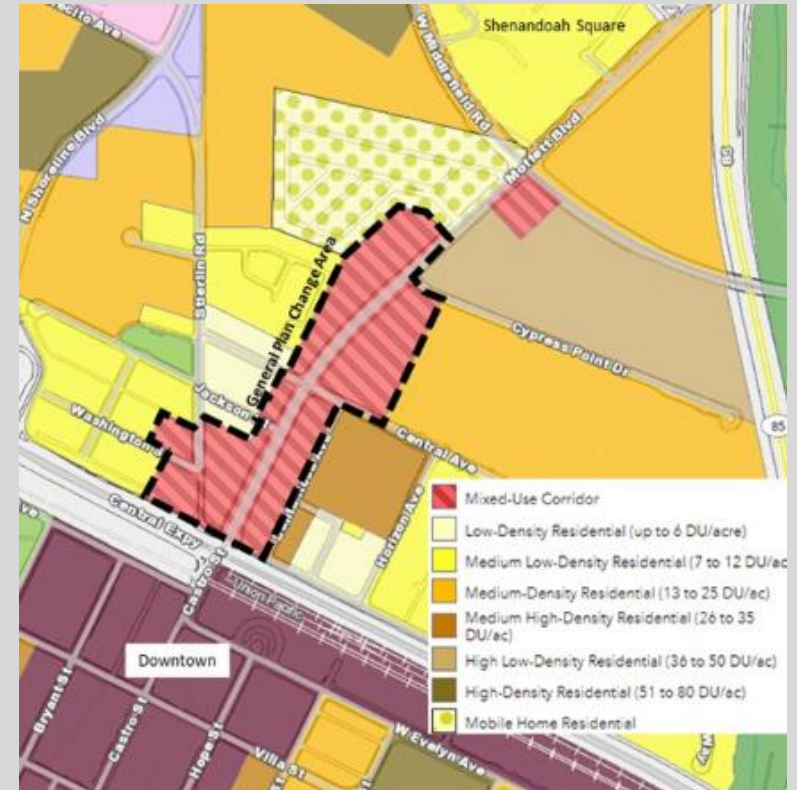 recito Ave
Shenandoah Square
W Middlefield Rd
Moffett Blvd
85
N Shoreline Blvd
Stierlin Rd
General Plan Change Area
Cypress Point Dr
Jackson
Washington
85
Central Ave
Central Expy
Horizon Ave
Castro St
Union Pacific
Downtown
Bryant St
Castro St
Hope St
Villa St
W Evelyn Ave
Way
Mixed-Use Corridor
Low-Density Residential (up to 6 DU/acre)
Medium Low-Density Residential (7 to 12 DU/ac
Medium-Density Residential (13 to 25 DU/ac)
Medium High-Density Residential (26 to 35
DU/ac)
High Low-Density Residential (36 to 50 DU/ac)
High-Density Residential (51 to 80 DU/ac)
Mobile Home Residential